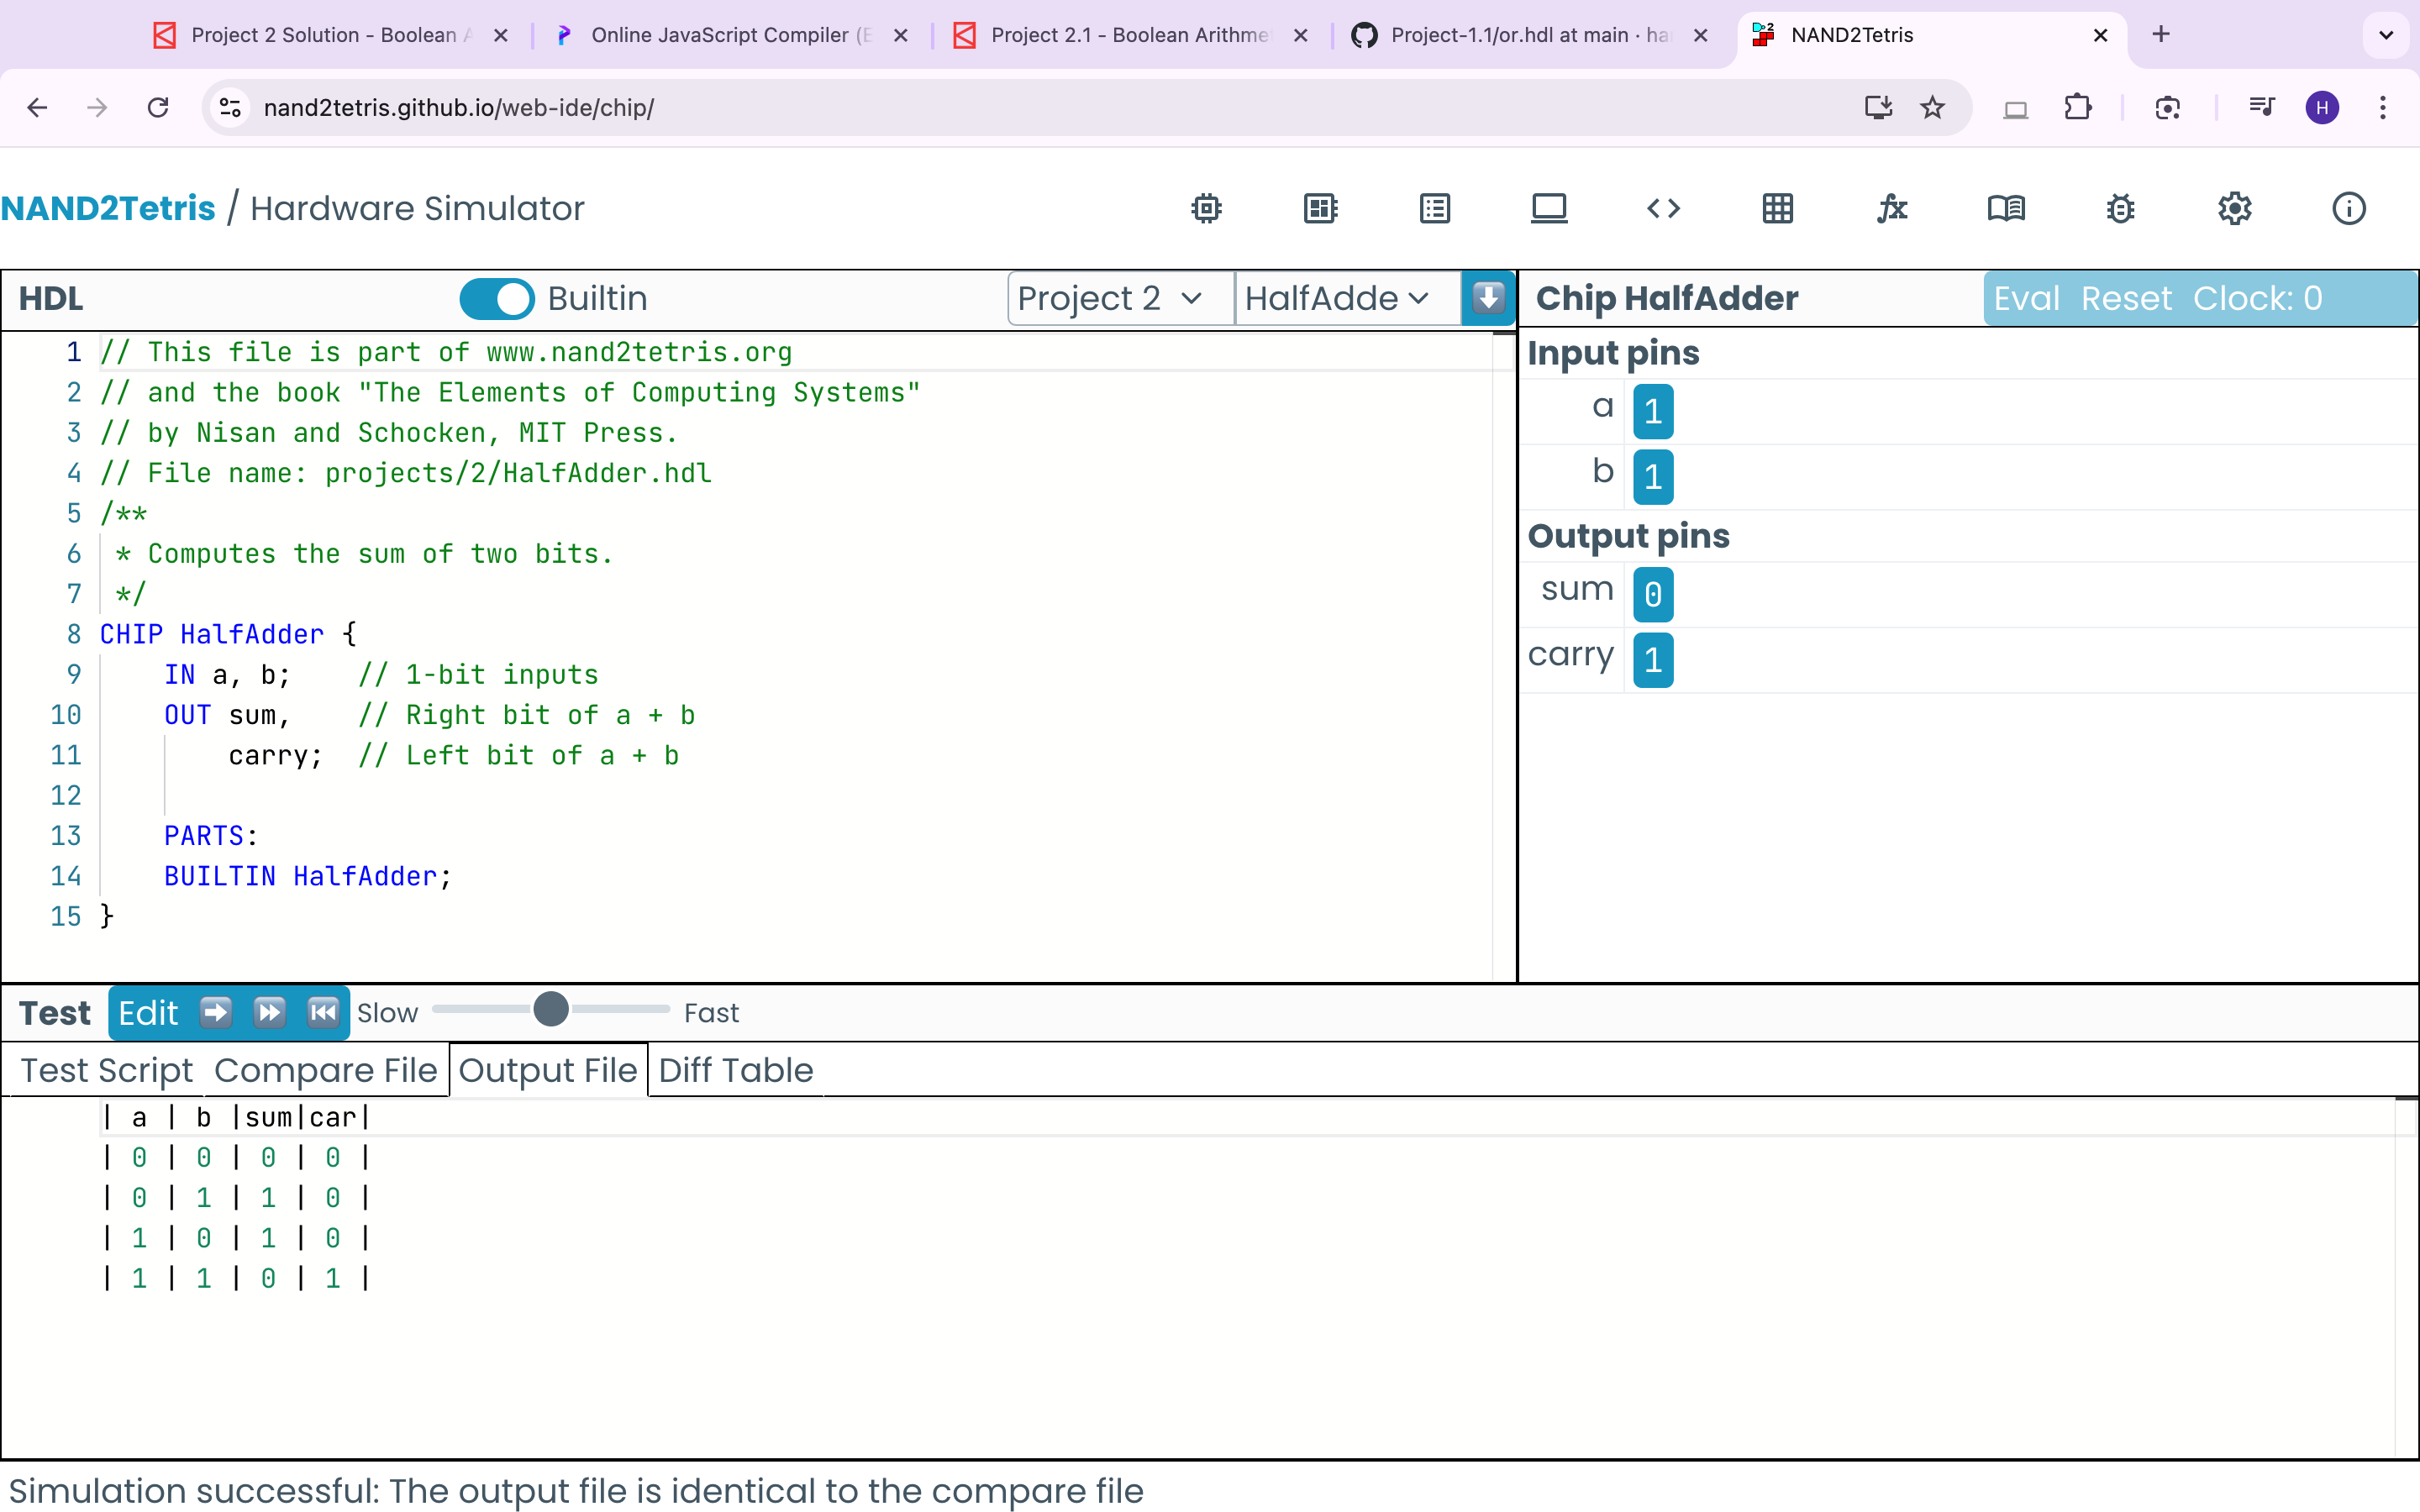 Project 2 Solution - Boolean A
Online JavaScript Compiler (E
Project 2.1 - Boolean Arithme
Project-1.1/or.hdl at main · ha
NAND2Tetris
nand2tetris.github.io/web-ide/chip/
H
NAND2Tetris / Hardware Simulator
HDL
Builtin
Project 2
HalfAdde
Chip HalfAdder
Eval Reset Clock: 0
1 // This file is part of www.nand2tetris.org
2 // and the book "The Elements of Computing Systems"
3 // by Nisan and Schocken, MIT Press.
4 // File name: projects/2/HalfAdder.hdl
5 /**
6 * Computes the sum of two bits.
7 */
8 CHIP HalfAdder {
9 IN a, b; // 1-bit inputs
10 OUT sum, // Right bit of a + b
11 carry; // Left bit of a + b
12
13 PARTS:
14 BUILTIN HalfAdder;
15 }
Input pins
a 1
b 1
Output pins
sum 0
carry 1
Test
Edit
Slow
Fast
Test Script Compare File Output File Diff Table
| a | b |sum|car|
| 0 | 0 | 0 | 0 |
| 0 | 1 | 1 | 0 |
| 1 | 0 | 1 | 0 |
| 1 | 1 | 0 | 1 |
Simulation successful: The output file is identical to the compare file